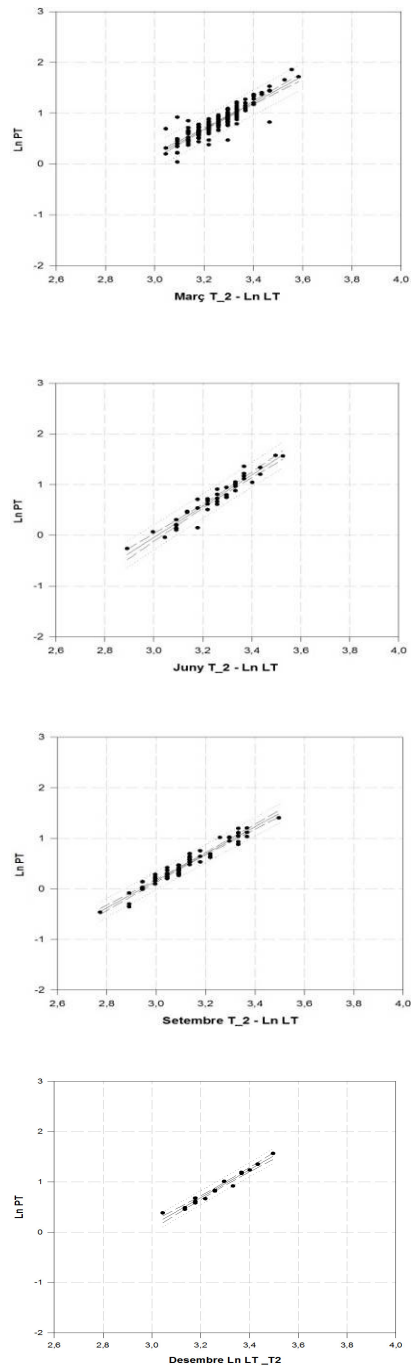 3
2
1
0
-1
-2
Ln PT
2,6 2,8 3,0 3,2 3,4 3,6 3,8 4,0
Març T_2 - Ln LT
3
2
1
0
-1
-2
Ln PT
2,6 2,8 3,0 3,2 3,4 3,6 3,8 4,0
Juny T_2 - Ln LT
3
2
1
0
-1
-2
Ln PT
2,6 2,8 3,0 3,2 3,4 3,6 3,8 4,0
Setembre T_2 - Ln LT
3
2
1
0
-1
-2
Ln PT
2,6 2,8 3,0 3,2 3,4 3,6 3,8 4,0
Desembre Ln LT _T2